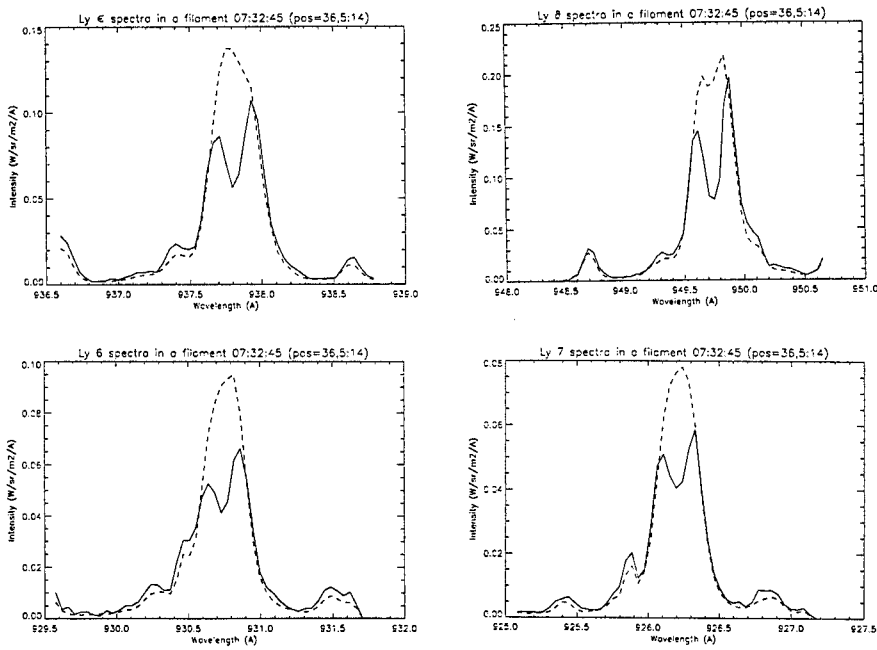 Ly ϵ spectra in a filament 07:32:45 (pos=36,5:14)
Intensity (W/sr/m2/A)
0.15
0.10
0.05
0.00
936.5 937.0 937.5 938.0 938.5 939.0
Wavelength (A)
Ly δ spectra in a filament 07:32:45 (pos=36,5:14)
Intensity (W/sr/m2/A)
0.25
0.20
0.15
0.10
0.05
0.00
948.0 948.5 949.0 949.5 950.0 950.5 951.0
Wavelength (A)
Ly 6 spectra in a filament 07:32:45 (pos=36,5:14)
Intensity (W/sr/m2/A)
0.10
0.08
0.06
0.04
0.02
0.00
929.5 930.0 930.5 931.0 931.5 932.0
Wavelength (A)
Ly 7 spectra in a filament 07:32:45 (pos=36,5:14)
Intensity (W/sr/m2/A)
0.08
0.06
0.04
0.02
0.00
925.0 925.5 926.0 926.5 927.0 927.5
Wavelength (A)